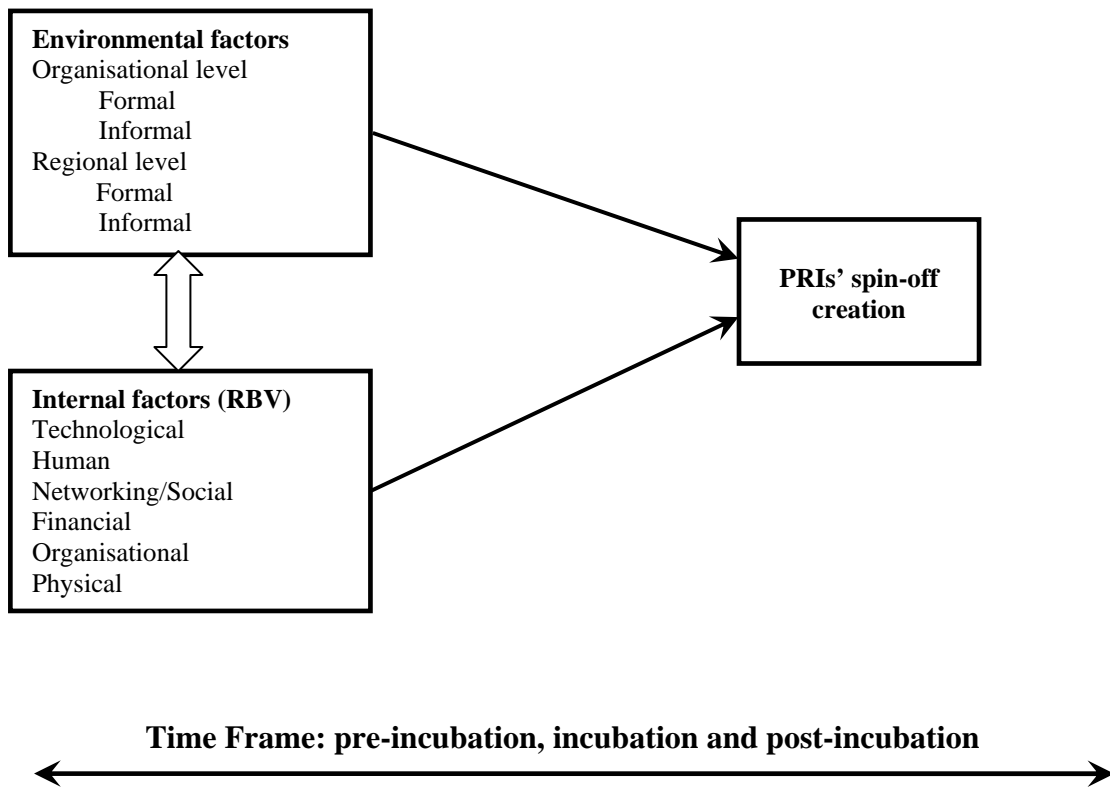 Environmental factors
Organisational level
Formal
Informal
Regional level
Formal
Informal
PRIs’ spin-off
creation
Internal factors (RBV)
Technological
Human
Networking/Social
Financial
Organisational
Physical
Time Frame: pre-incubation, incubation and post-incubation